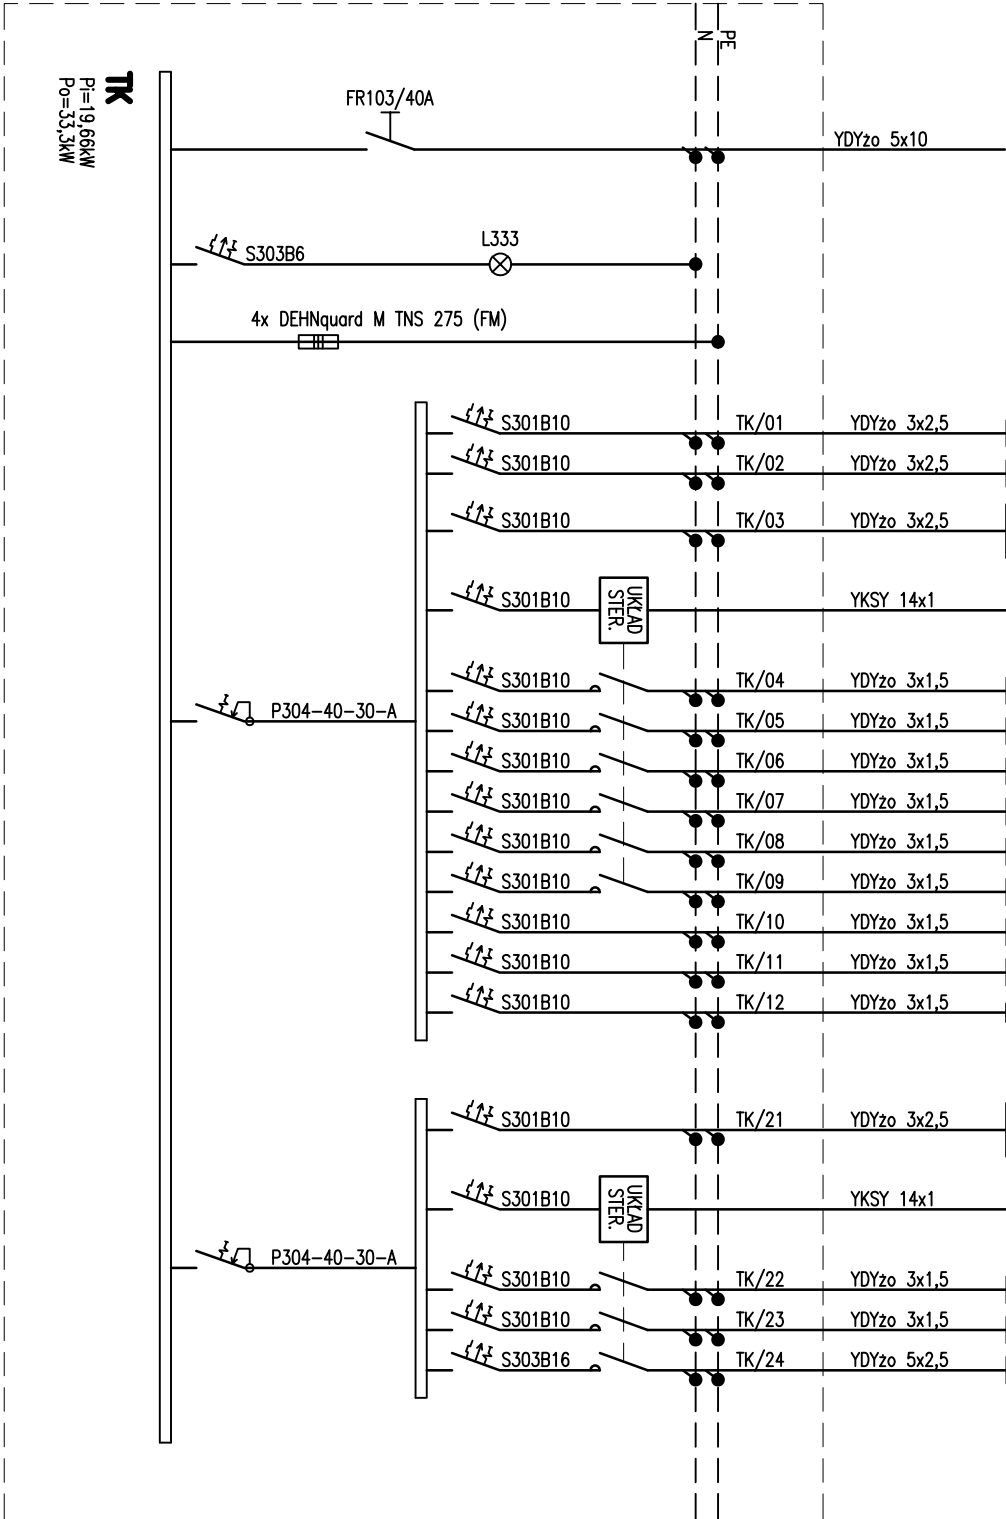 PE
N
TK
Pi=19,66kW
Po=33,3kW
FR103/40A
YDYżo 5x10
S303B6
L333
4x DEHNquard M TNS 275 (FM)
S301B10 TK/01 YDYżo 3x2,5
S301B10 TK/02 YDYżo 3x2,5
S301B10 TK/03 YDYżo 3x2,5
S301B10 YKSY 14x1
UKŁAD
STER.
S301B10 TK/04 YDYżo 3x1,5
P304-40-30-A
S301B10 TK/05 YDYżo 3x1,5
S301B10 TK/06 YDYżo 3x1,5
S301B10 TK/07 YDYżo 3x1,5
S301B10 TK/08 YDYżo 3x1,5
S301B10 TK/09 YDYżo 3x1,5
S301B10 TK/10 YDYżo 3x1,5
S301B10 TK/11 YDYżo 3x1,5
S301B10 TK/12 YDYżo 3x1,5
S301B10 TK/21 YDYżo 3x2,5
S301B10 YKSY 14x1
UKŁAD
STER.
P304-40-30-A
S301B10 TK/22 YDYżo 3x1,5
S301B10 TK/23 YDYżo 3x1,5
S303B16 TK/24 YDYżo 5x2,5